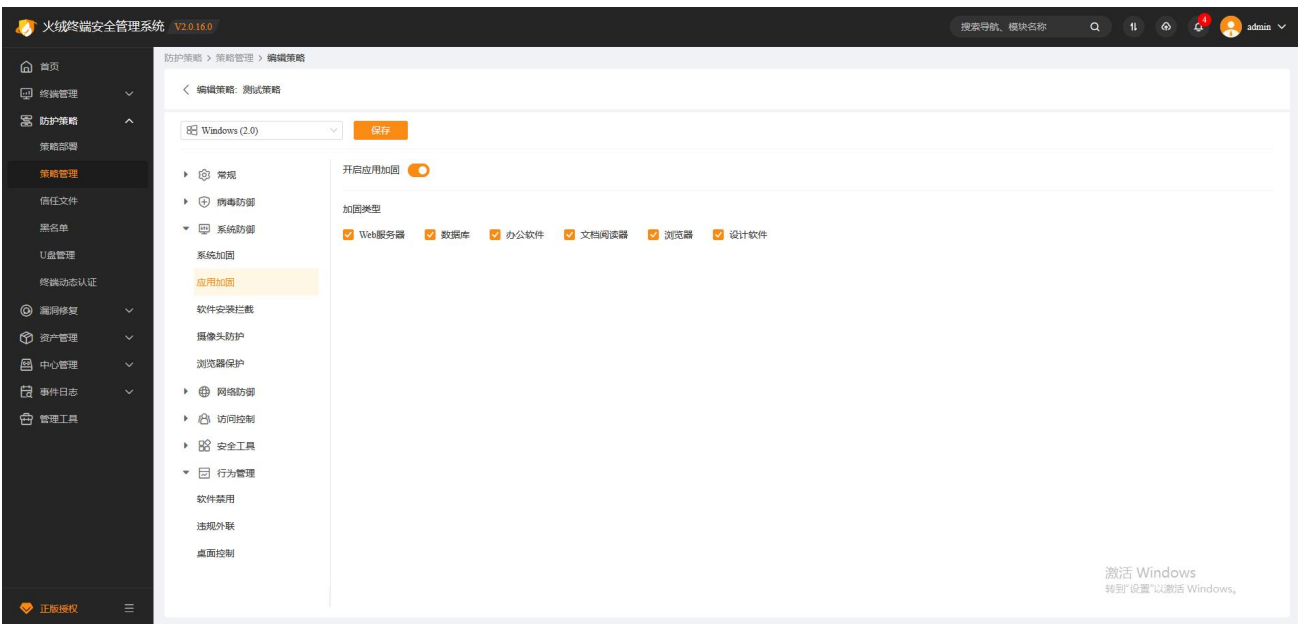 火绒终端安全管理系统 V2.0.16.0
搜索导航、模块名称
4
admin
首页
终端管理
防护策略
策略部署
策略管理
信任文件
黑名单
U盘管理
终端动态认证
漏洞修复
资产管理
中心管理
事件日志
管理工具
正版授权
防护策略 > 策略管理 > 编辑策略
编辑策略: 测试策略
Windows (2.0)
保存
常规
病毒防御
系统防御
系统加固
应用加固
软件安装拦截
摄像头防护
浏览器保护
网络防御
访问控制
安全工具
行为管理
软件禁用
违规外联
桌面控制
开启应用加固
加固类型
Web服务器 数据库 办公软件 文档阅读器 浏览器 设计软件
激活 Windows
转到"设置"以激活 Windows。